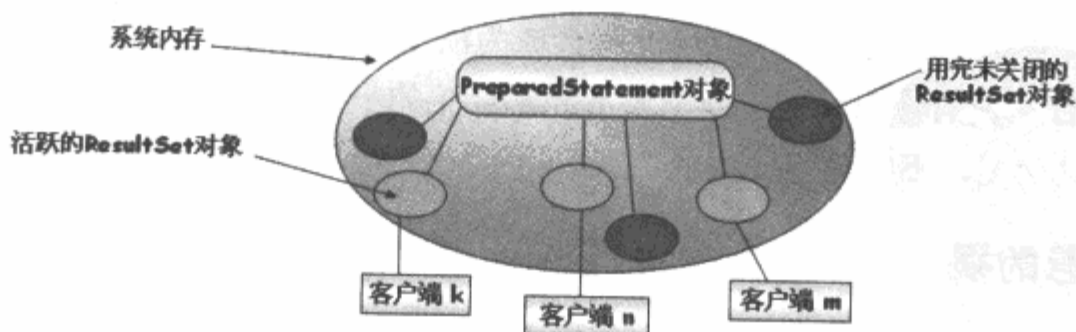 系统内存
PreparedStatement对象
用完未关闭的
ResultSet对象
活跃的ResultSet对象
客户端 k
客户端 n
客户端 m